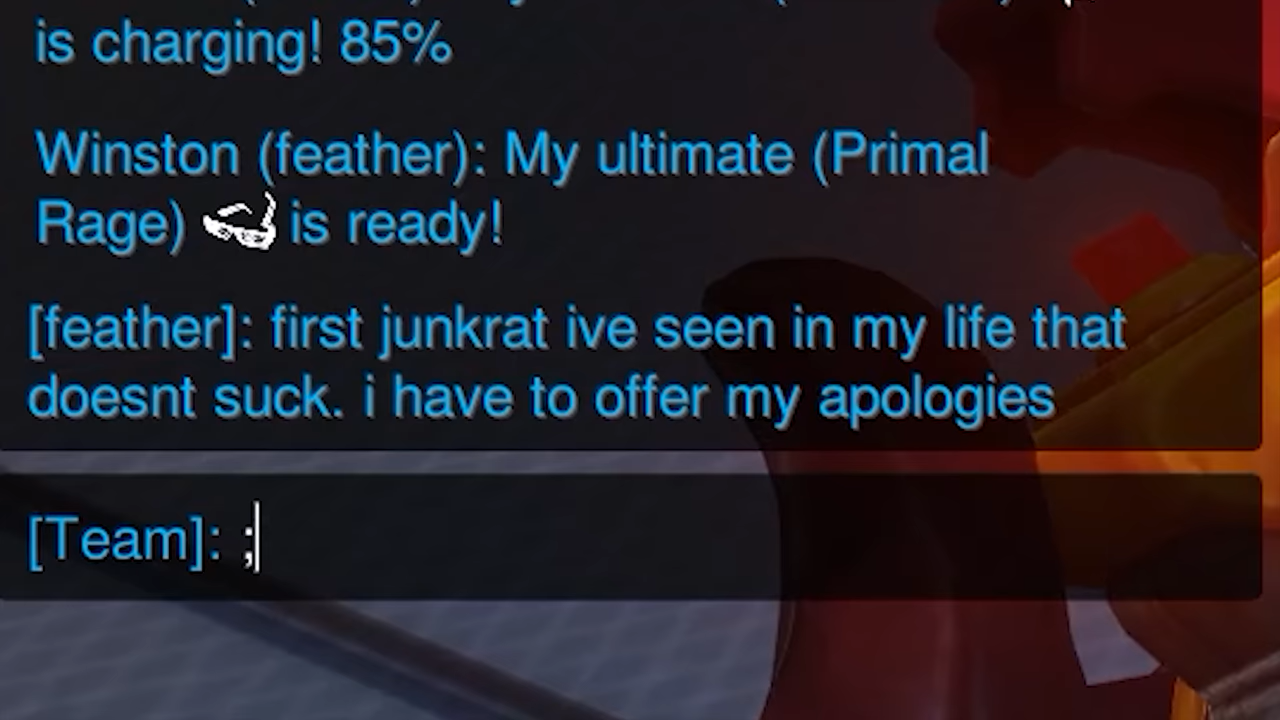 is charging! 85%
Winston (feather): My ultimate (Primal
Rage) is ready!
[feather]: first junkrat ive seen in my life that
doesnt suck. i have to offer my apologies
[Team]: ;